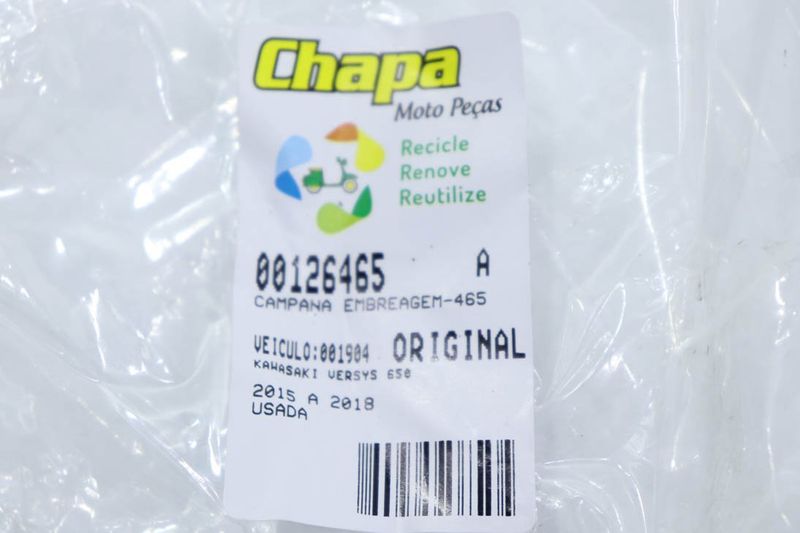 Chapa
Moto Peças
Recicle
Renove
Reutilize
00126465 A
CAMPANA EMBREAGEM-465
VEICULO:001904 ORIGINAL
KAWASAKI VERSYS 650
2015 A 2018
USADA